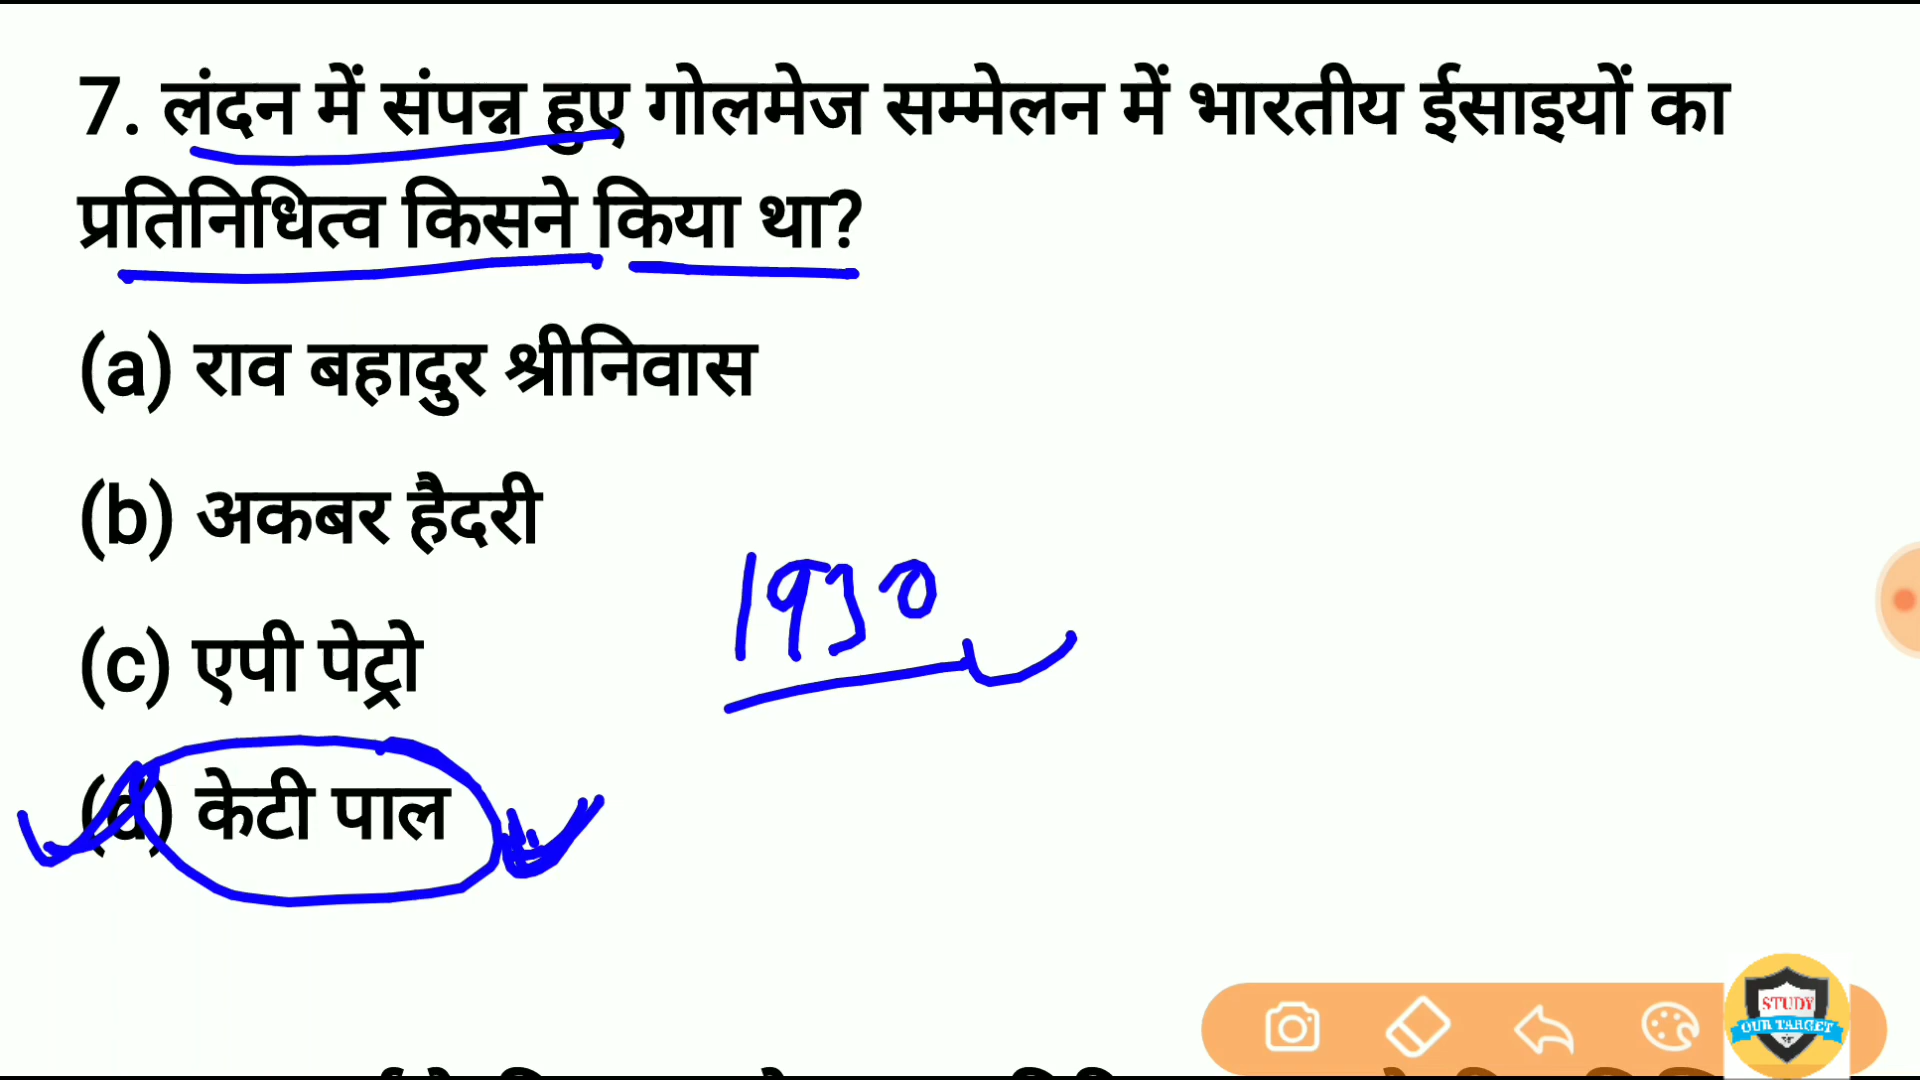 7. लंदन में संपन्न हुए गोलमेज सम्मेलन में भारतीय ईसाइयों का
प्रतिनिधित्व किसने किया था?
(a) राव बहादुर श्रीनिवास
(b) अकबर हैदरी
1930
(c) एपी पेट्रो
(d) केटी पाल
STUDY
OUR TARGET